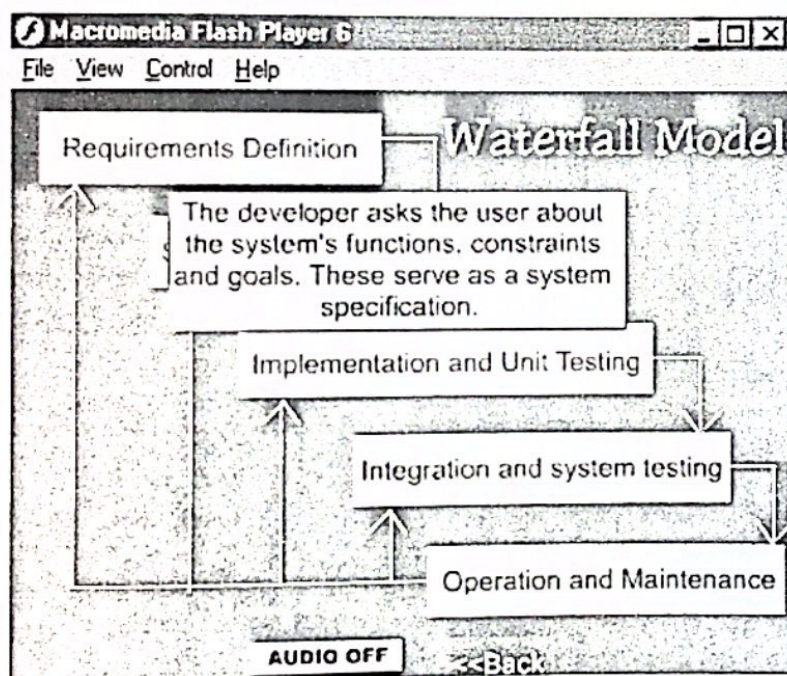 Macromedia Flash Player 6
File View Control Help
Waterfall Model
Requirements Definition
The developer asks the user about
the system's functions, constraints
and goals. These serve as a system
specification.
Implementation and Unit Testing
Integration and system testing
Operation and Maintenance
AUDIO OFF
<<Back